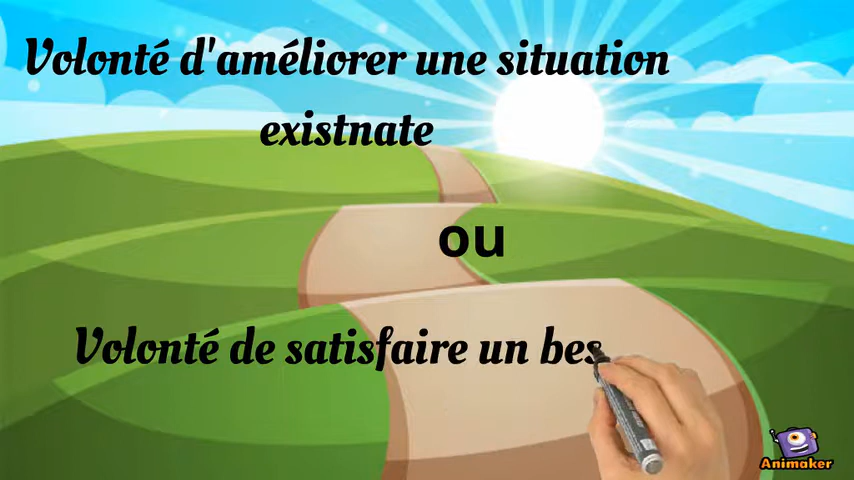 Volonté d'améliorer une situation
existnate
ou
Volonté de satisfaire un bes
Animaker